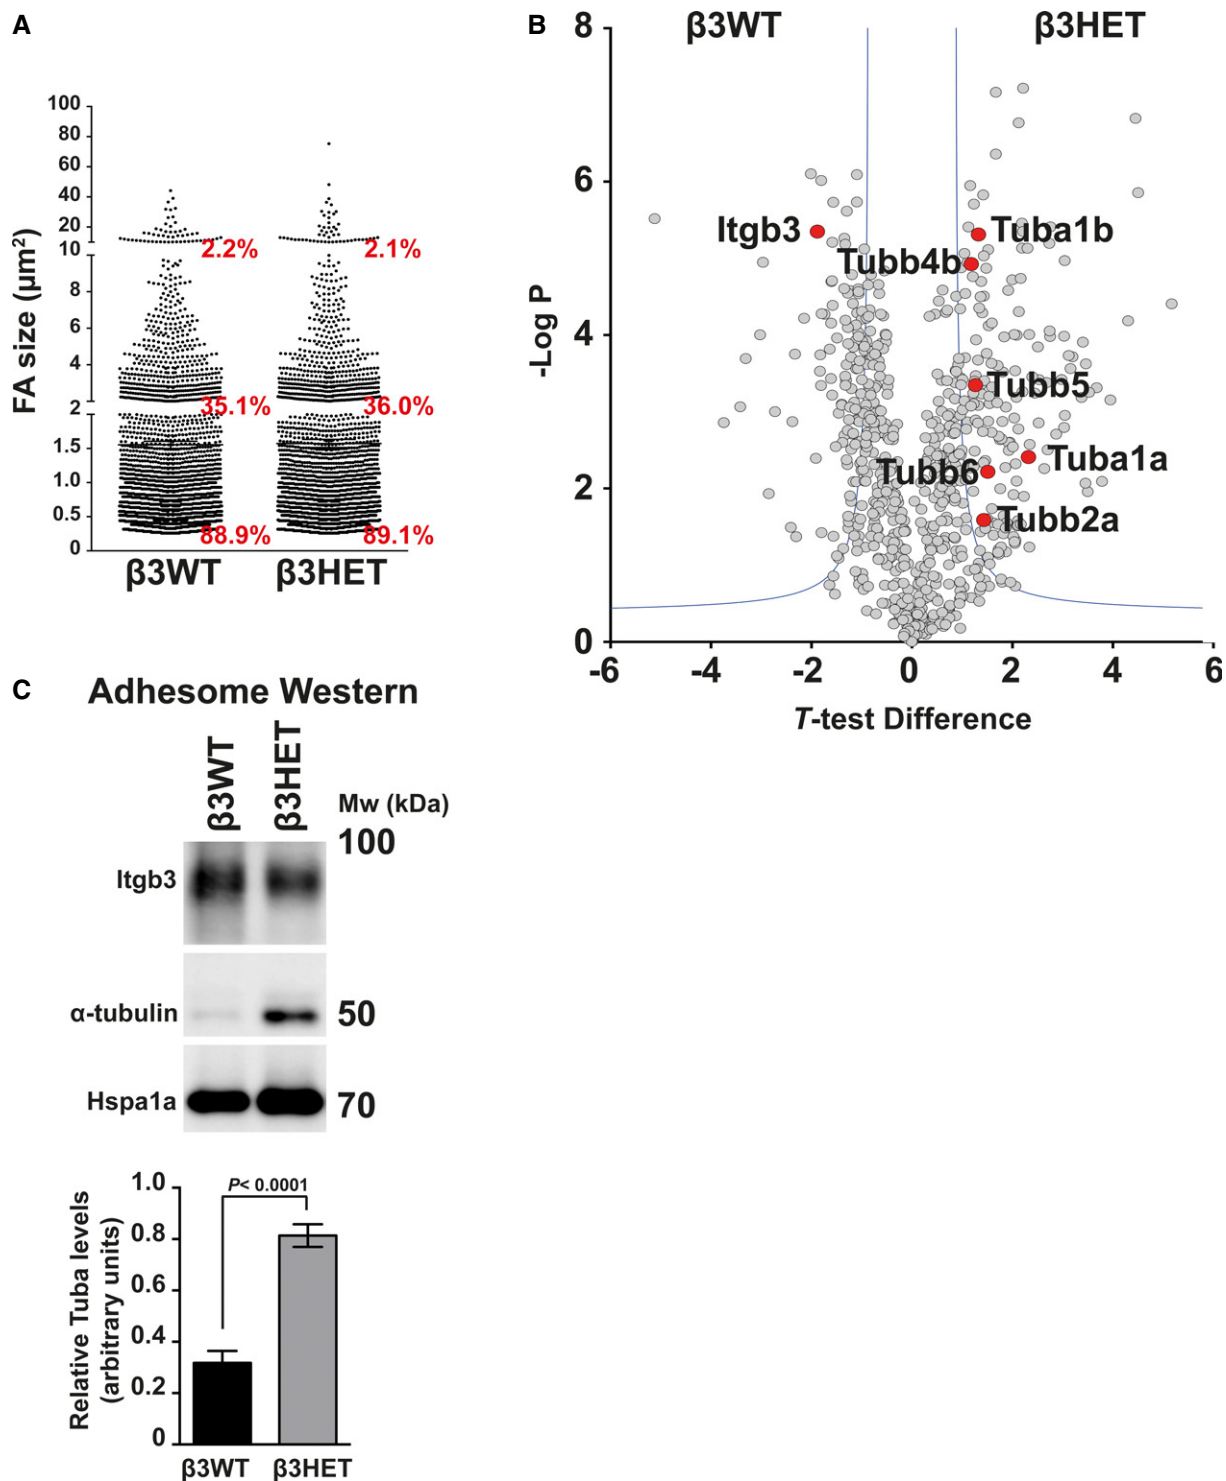 A
FA size (µm²)
100
80
60
40
20
10
8
6
4
2
2
1.5
1.0
0.5
0
2.2%
2.1%
35.1%
36.0%
88.9%
89.1%
β3WT
β3HET
B
β3WT
β3HET
-Log P
8
6
4
2
0
Itgb3
Tuba1b
Tubb4b
Tubb5
Tuba1a
Tubb6
Tubb2a
-6
-4
-2
0
2
4
6
T-test Difference
C
Adhesome Western
β3WT
β3HET
Mw (kDa)
100
Itgb3
α-tubulin
50
Hspa1a
70
Relative Tuba levels
(arbitrary units)
1.0
0.8
0.6
0.4
0.2
0
P< 0.0001
β3WT
β3HET